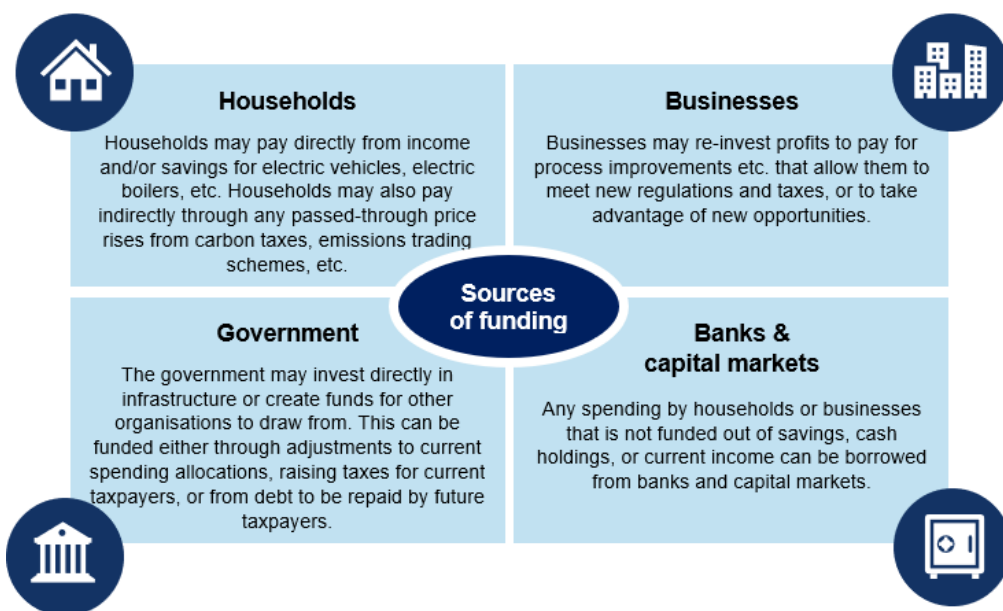 Households
Households may pay directly from income
and/or savings for electric vehicles, electric
boilers, etc. Households may also pay
indirectly through any passed-through price
rises from carbon taxes, emissions trading
schemes, etc.
Businesses
Businesses may re-invest profits to pay for
process improvements etc. that allow them to
meet new regulations and taxes, or to take
advantage of new opportunities.
Sources
of funding
Government
The government may invest directly in
infrastructure or create funds for other
organisations to draw from. This can be
funded either through adjustments to current
spending allocations, raising taxes for current
taxpayers, or from debt to be repaid by future
taxpayers.
Banks &
capital markets
Any spending by households or businesses
that is not funded out of savings, cash
holdings, or current income can be borrowed
from banks and capital markets.